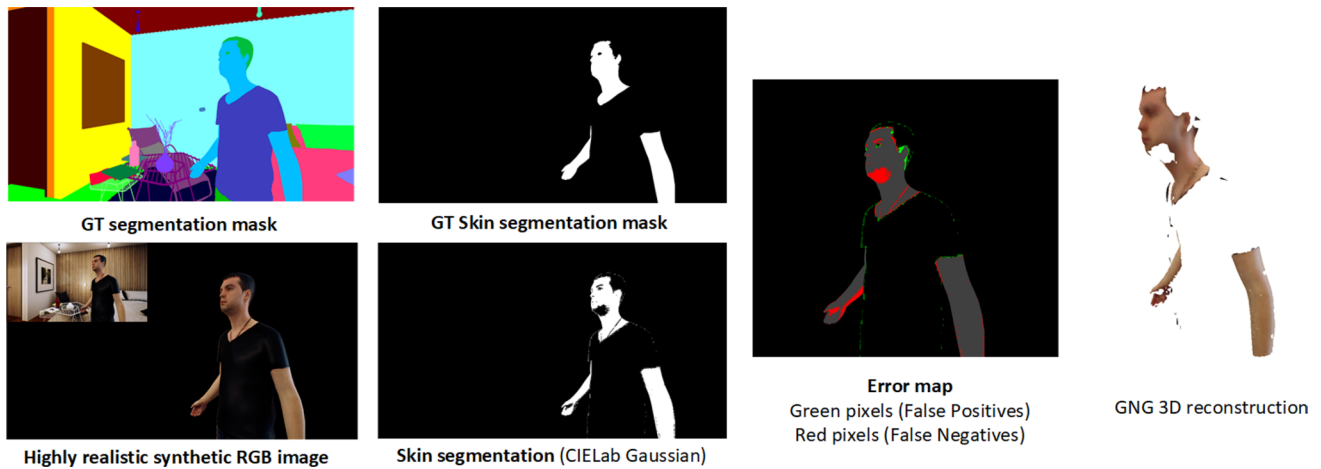 GT segmentation mask
GT Skin segmentation mask
Highly realistic synthetic RGB image
Skin segmentation (CIELab Gaussian)
Error map
Green pixels (False Positives)
Red pixels (False Negatives)
GNG 3D reconstruction